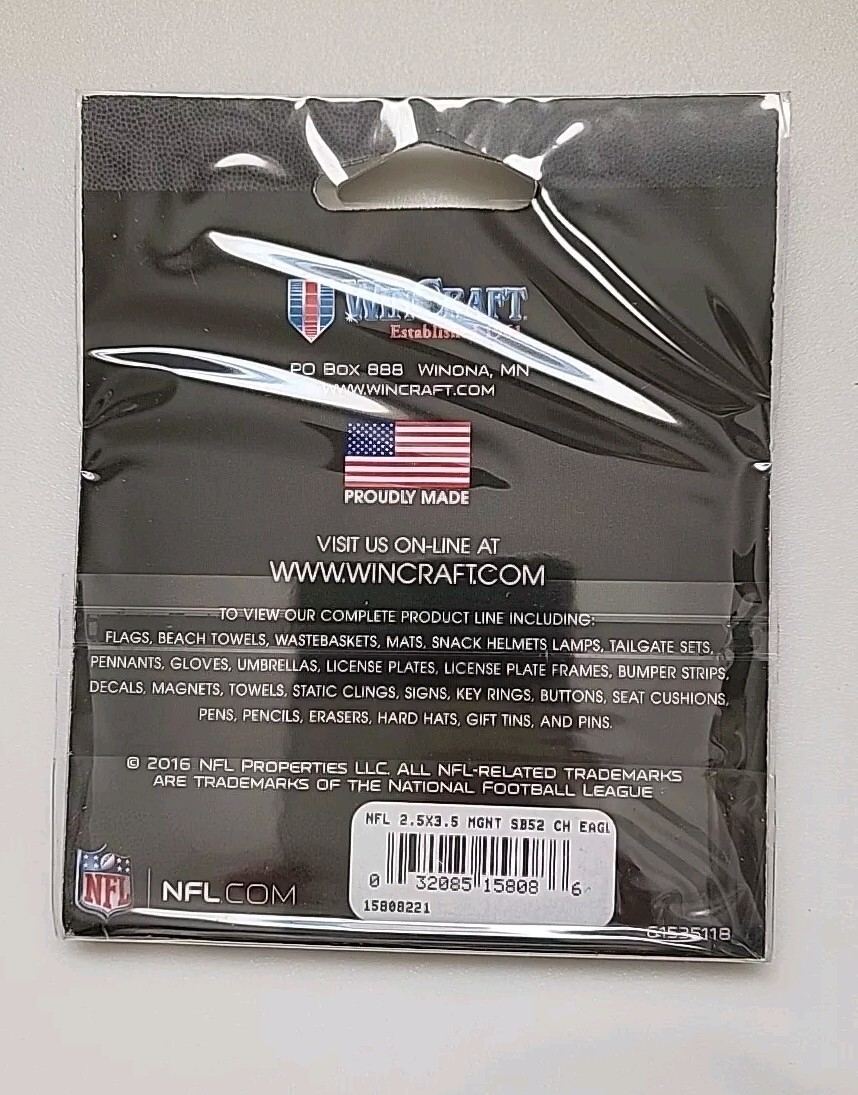 WINCRAFT
PO BOX 888 WINONA, MN
WWW.WINCRAFT.COM
PROUDLY MADE
VISIT US ON-LINE AT
WWW.WINCRAFT.COM
TO VIEW OUR COMPLETE PRODUCT LINE INCLUDING:
FLAGS, BEACH TOWELS, WASTEBASKETS, MATS, SNACK HELMETS LAMPS, TAILGATE SETS,
PENNANTS, GLOVES, UMBRELLAS, LICENSE PLATES, LICENSE PLATE FRAMES, BUMPER STRIPS,
DECALS, MAGNETS, TOWELS, STATIC CLINGS, SIGNS, KEY RINGS, BUTTONS, SEAT CUSHIONS,
PENS, PENCILS, ERASERS, HARD HATS, GIFT TINS, AND PINS.
© 2016 NFL PROPERTIES LLC. ALL NFL-RELATED TRADEMARKS
ARE TRADEMARKS OF THE NATIONAL FOOTBALL LEAGUE
NFL 2.5X3.5 MGNT SB52 CH EAGL
0 32085 15808 6
15808221
NFL NFL.COM
61535118